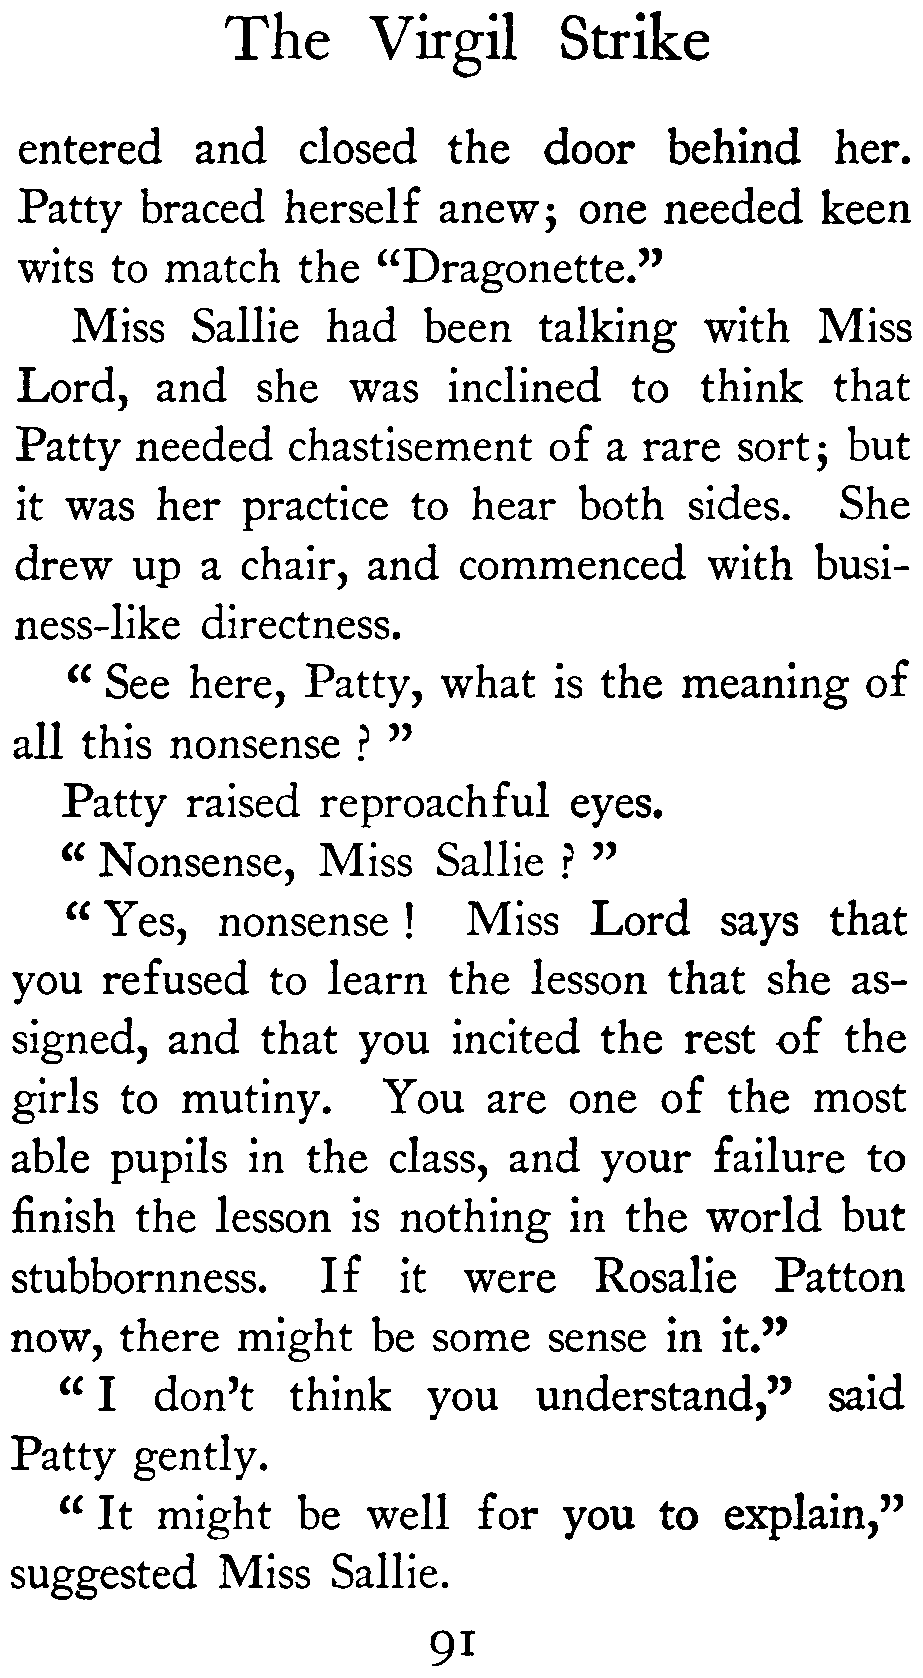 The Virgil Strike
entered and closed the door behind her.
Patty braced herself anew; one needed keen
wits to match the "Dragonette."
Miss Sallie had been talking with Miss
Lord, and she was inclined to think that
Patty needed chastisement of a rare sort; but
it was her practice to hear both sides. She
drew up a chair, and commenced with busi-
ness-like directness.
" See here, Patty, what is the meaning of
all this nonsense ? "
Patty raised reproachful eyes.
" Nonsense, Miss Sallie ? "
" Yes, nonsense ! Miss Lord says that
you refused to learn the lesson that she as-
signed, and that you incited the rest of the
girls to mutiny. You are one of the most
able pupils in the class, and your failure to
finish the lesson is nothing in the world but
stubbornness. If it were Rosalie Patton
now, there might be some sense in it."
" I don't think you understand," said
Patty gently.
" It might be well for you to explain,"
suggested Miss Sallie.
91